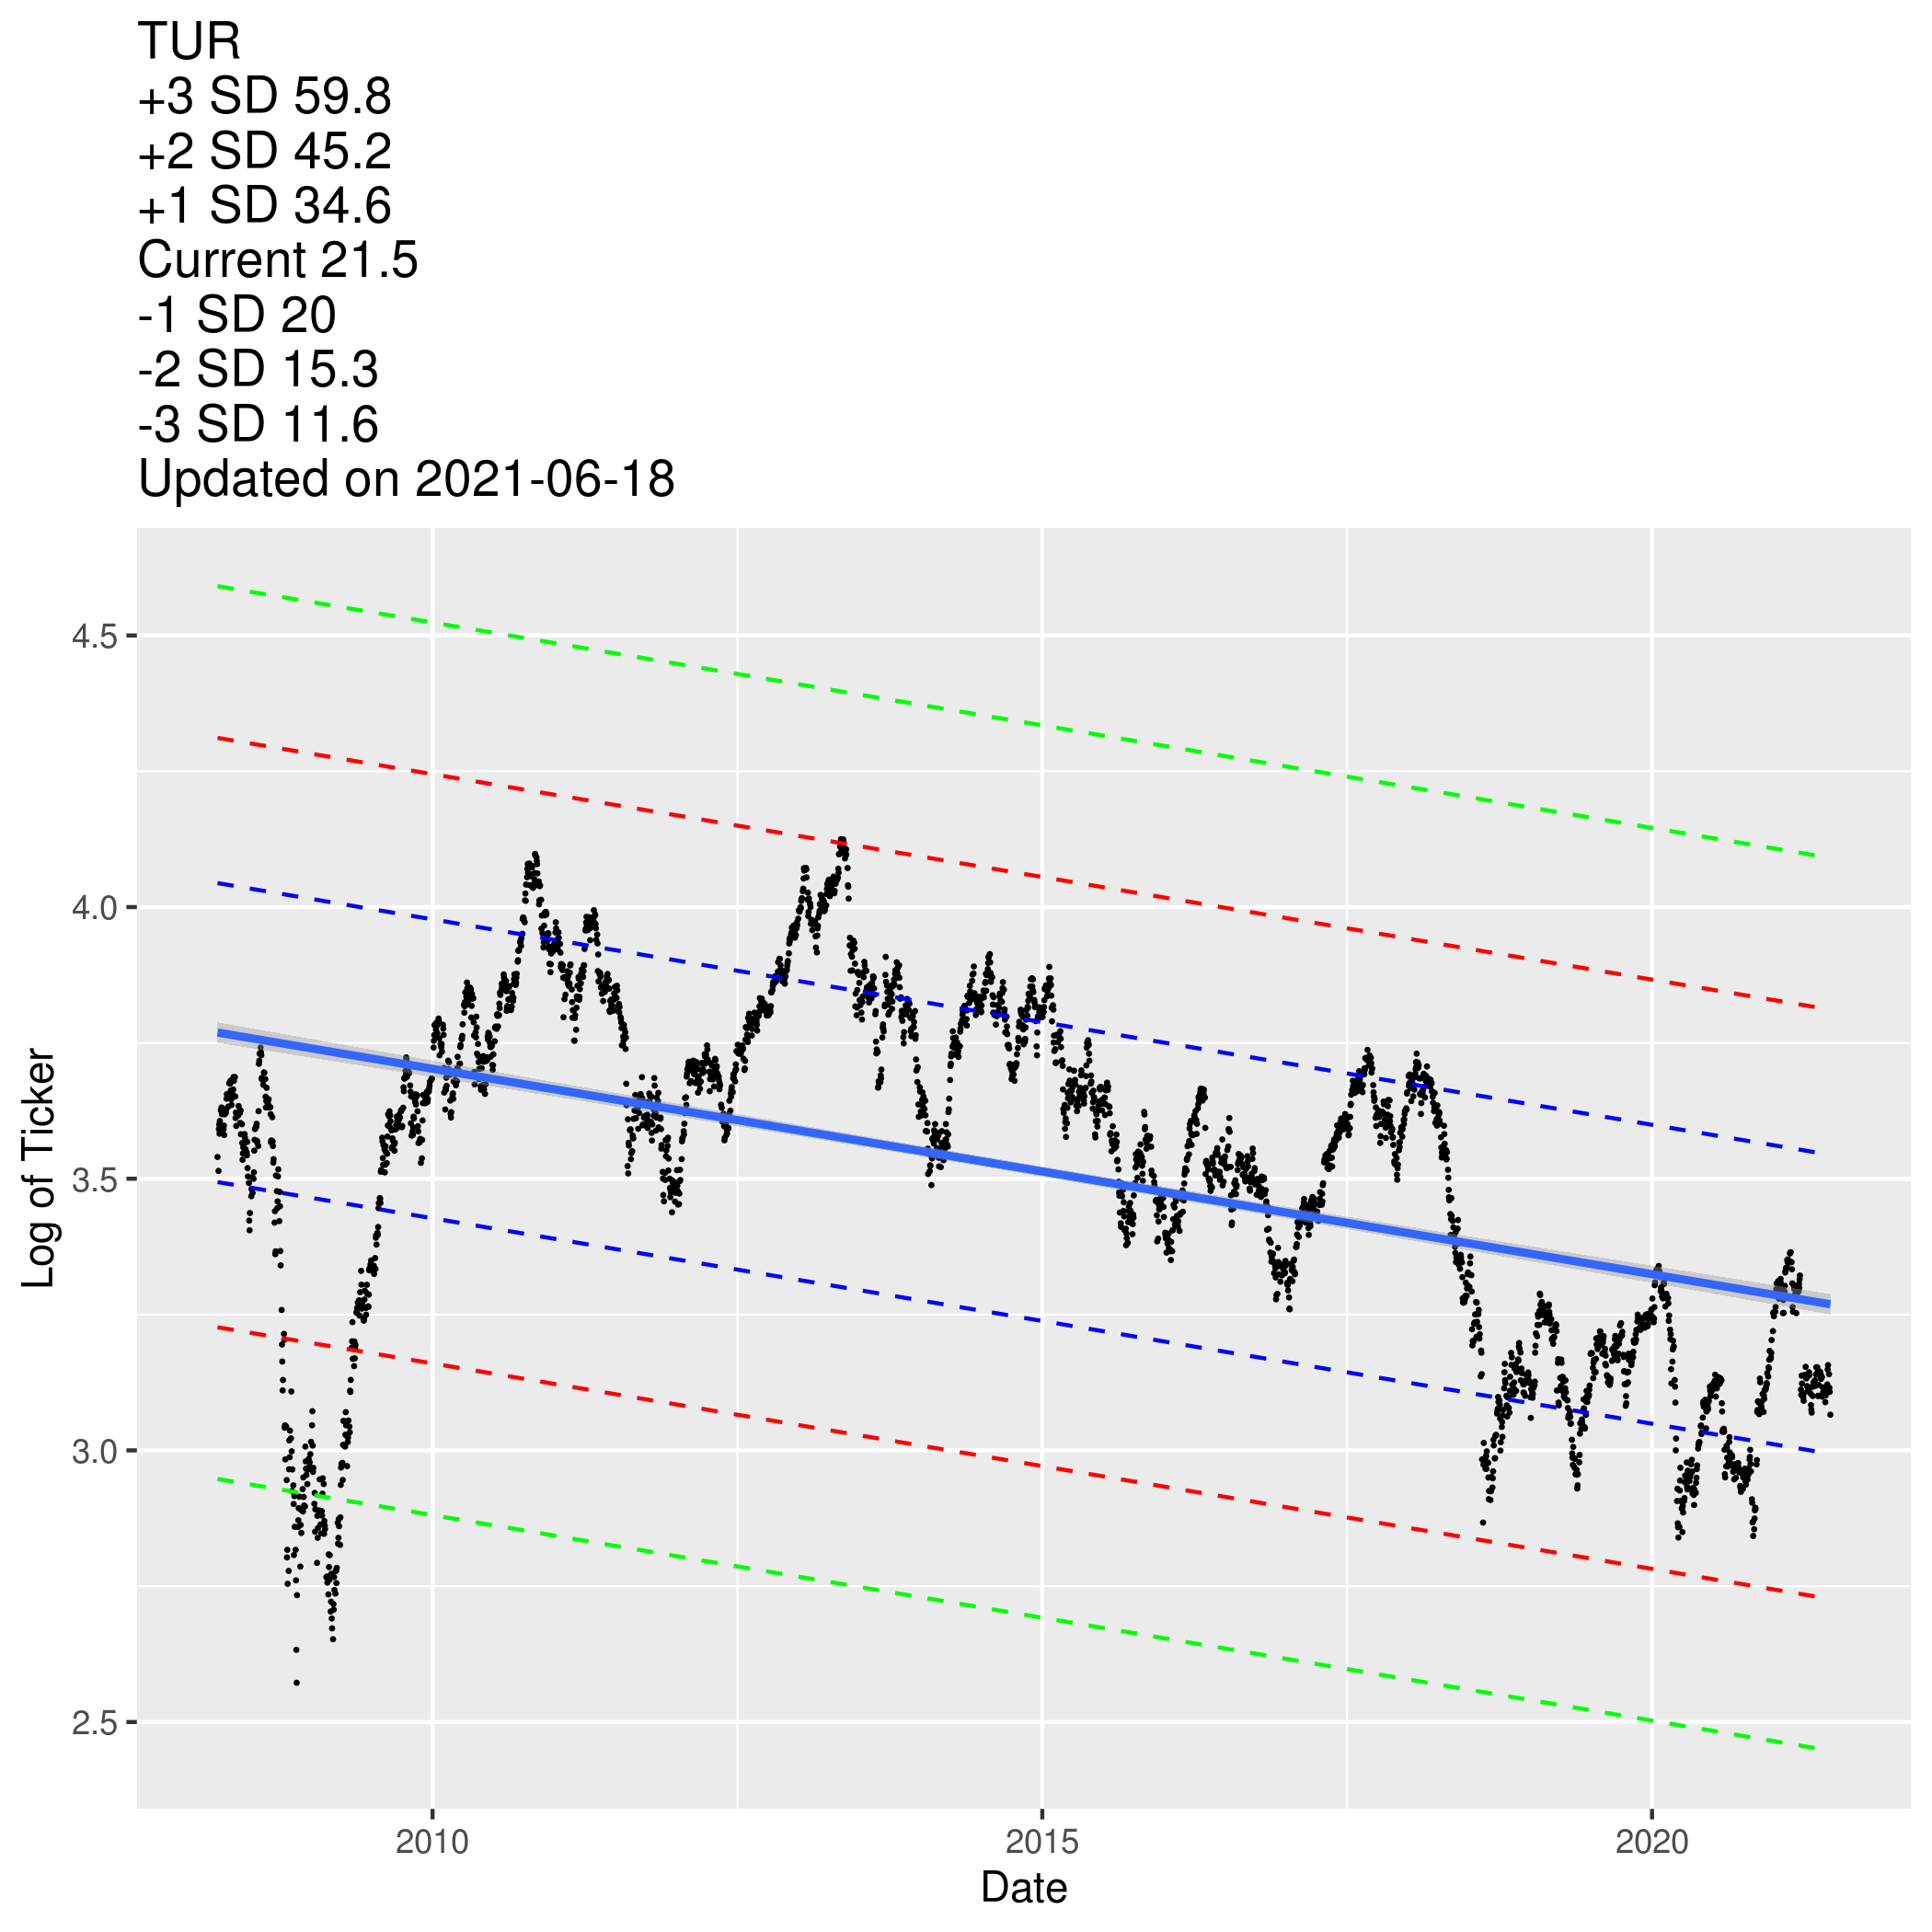 TUR
+3 SD 59.8
+2 SD 45.2
+1 SD 34.6
Current 21.5
-1 SD 20
-2 SD 15.3
-3 SD 11.6
Updated on 2021-06-18
4.5
4.0
3.5
3.0
2.5
Log of Ticker
2010 2015 2020
Date